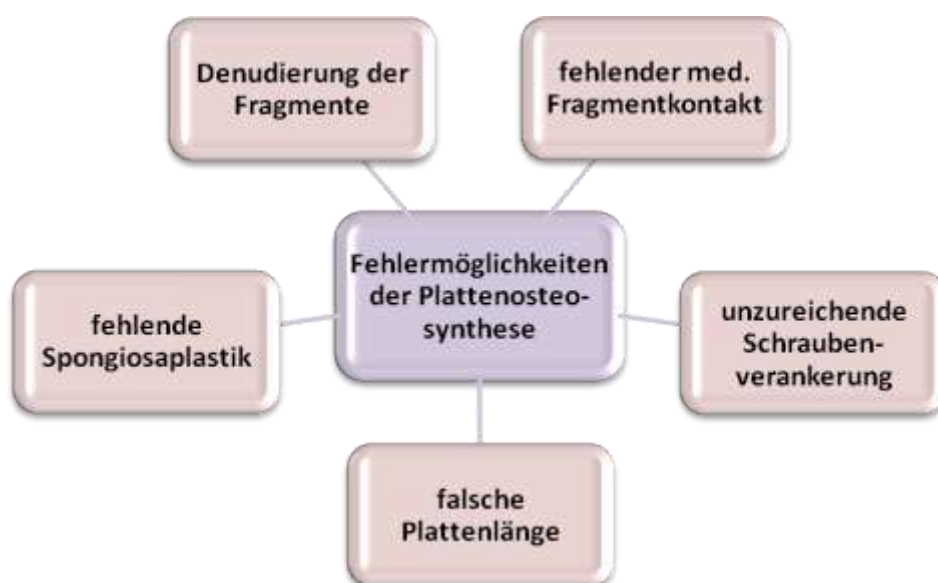 Denudierung der
Fragmente
fehlender med.
Fragmentkontakt
Fehlermöglichkeiten
der Plattenosteo-
synthese
fehlende
Spongiosaplastik
unzureichende
Schrauben-
verankerung
falsche
Plattenlänge